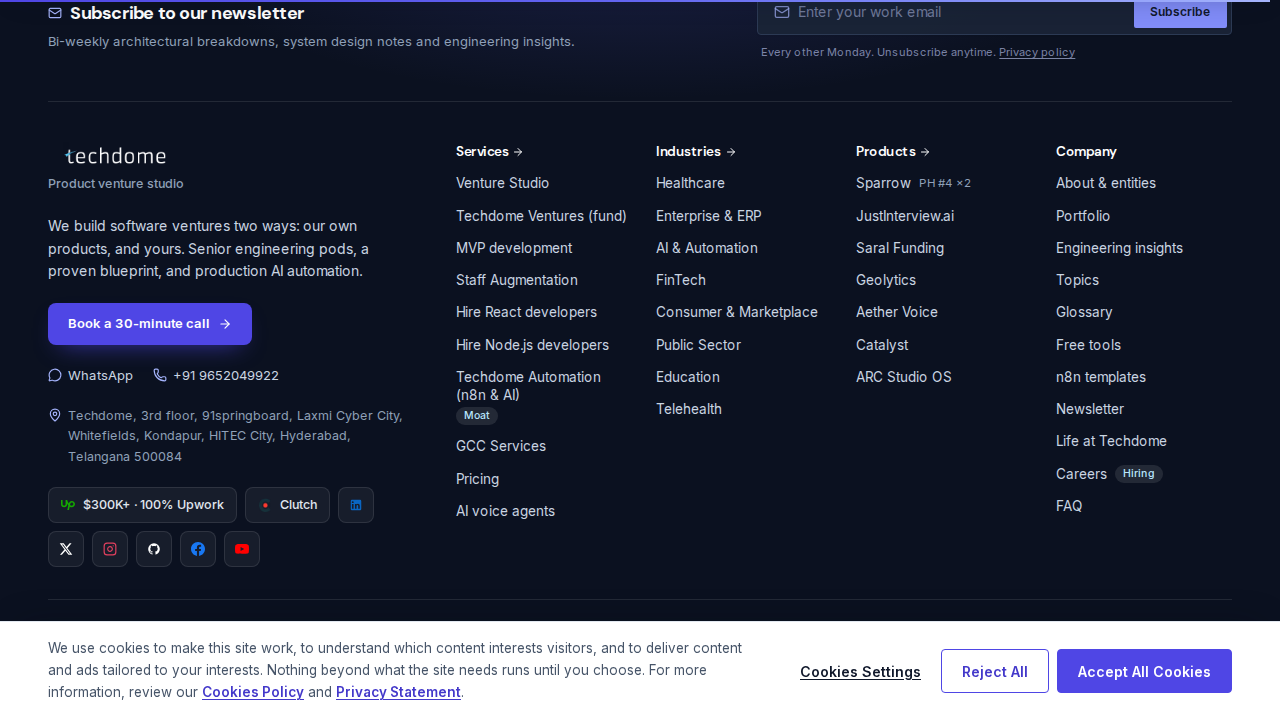 Subscribe to our newsletter
Bi-weekly architectural breakdowns, system design notes and engineering insights.
Enter your work email
Subscribe
Every other Monday. Unsubscribe anytime. Privacy policy
techdome
Product venture studio
We build software ventures two ways: our own
products, and yours. Senior engineering pods, a
proven blueprint, and production AI automation.
Book a 30-minute call
WhatsApp
+91 9652049922
Techdome, 3rd floor, 91springboard, Laxmi Cyber City,
Whitefields, Kondapur, HITEC City, Hyderabad,
Telangana 500084
Up $300K+ · 100% Upwork
Clutch
Services →
Venture Studio
Techdome Ventures (fund)
MVP development
Staff Augmentation
Hire React developers
Hire Node.js developers
Techdome Automation
(n8n & AI)
Moat
GCC Services
Pricing
AI voice agents
Industries →
Healthcare
Enterprise & ERP
AI & Automation
FinTech
Consumer & Marketplace
Public Sector
Education
Telehealth
Products →
Sparrow PH #4 ×2
JustInterview.ai
Saral Funding
Geolytics
Aether Voice
Catalyst
ARC Studio OS
Company
About & entities
Portfolio
Engineering insights
Topics
Glossary
Free tools
n8n templates
Newsletter
Life at Techdome
Careers Hiring
FAQ
We use cookies to make this site work, to understand which content interests visitors, and to deliver content
and ads tailored to your interests. Nothing beyond what the site needs runs until you choose. For more
information, review our Cookies Policy and Privacy Statement.
Cookies Settings
Reject All
Accept All Cookies